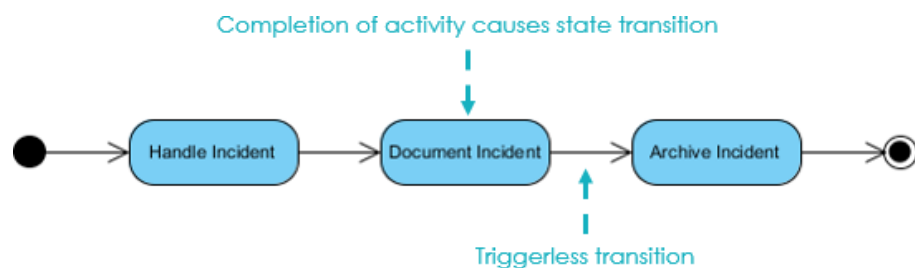 Completion of activity causes state transition
Handle Incident
Document Incident
Archive Incident
Triggerless transition